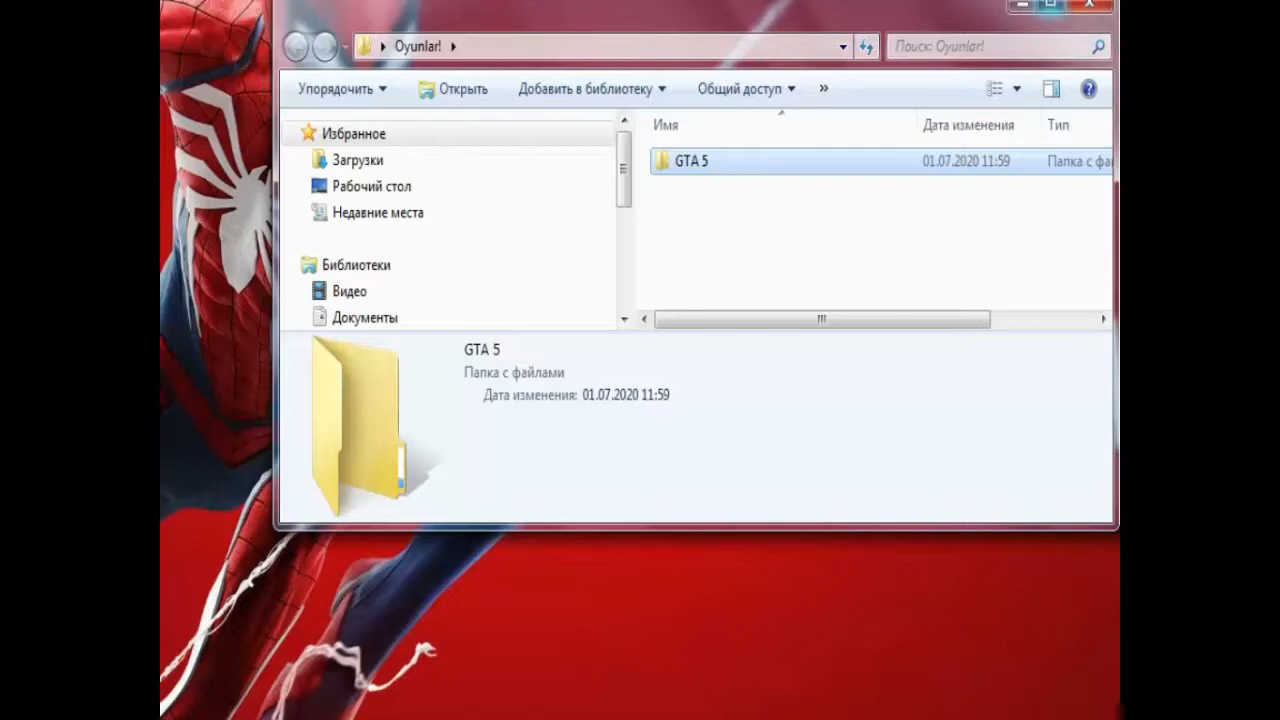 Oyunlar!
Поиск: Oyunlar!
Упорядочить
Открыть
Добавить в библиотеку
Общий доступ
»
Избранное
Загрузки
Рабочий стол
Недавние места
Библиотеки
Видео
Документы
Имя Дата изменения Тип
GTA 5 01.07.2020 11:59 Папка с фа
GTA 5
Папка с файлами
Дата изменения: 01.07.2020 11:59